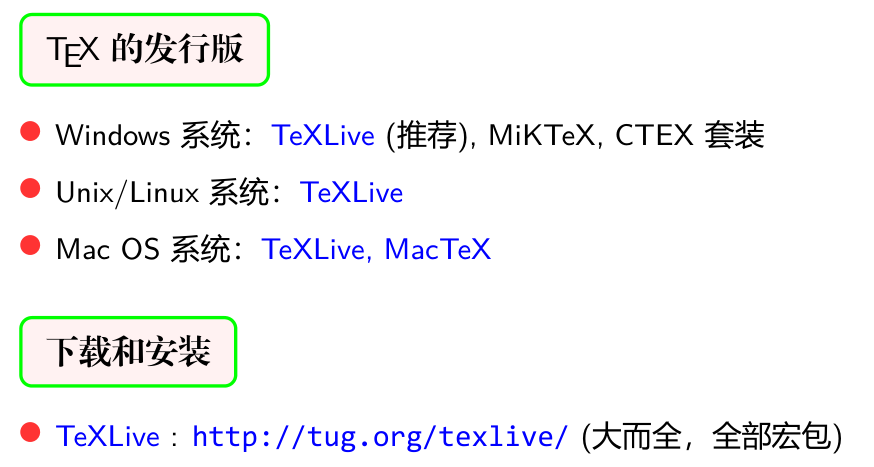 TEX 的发行版
Windows 系统：TeXLive (推荐), MiKTeX, CTEX 套装
Unix/Linux 系统：TeXLive
Mac OS 系统：TeXLive, MacTeX
下载和安装
TeXLive : http://tug.org/texlive/ (大而全，全部宏包)